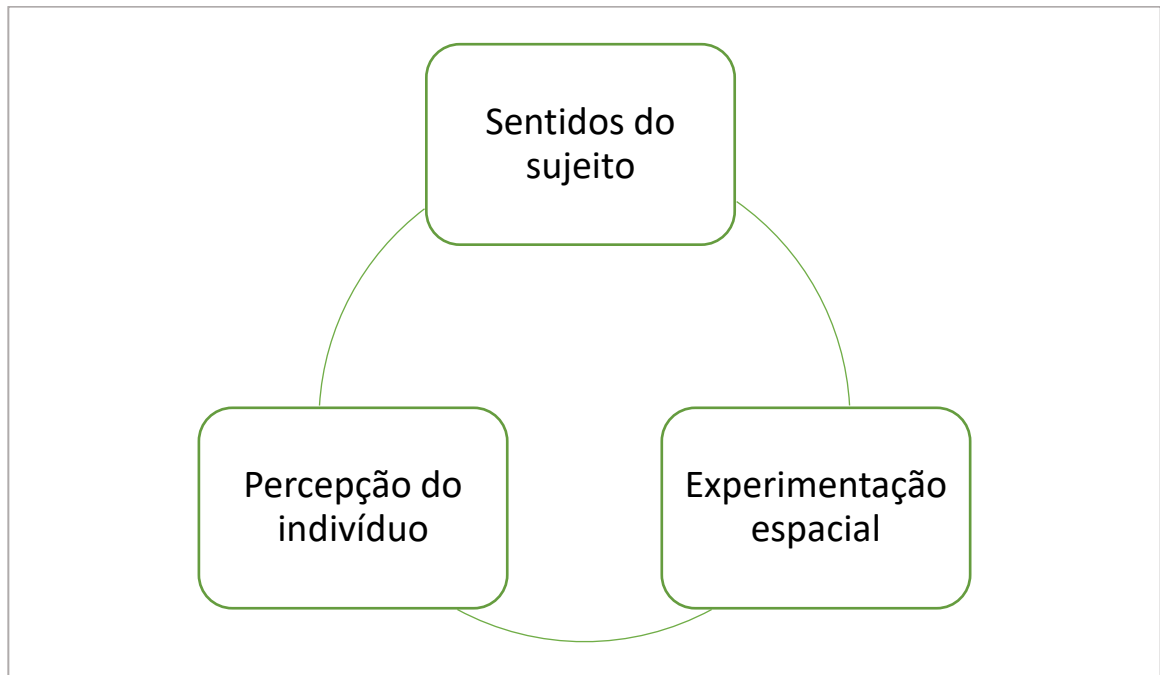 Sentidos do
sujeito
Percepção do
indivíduo
Experimentação
espacial